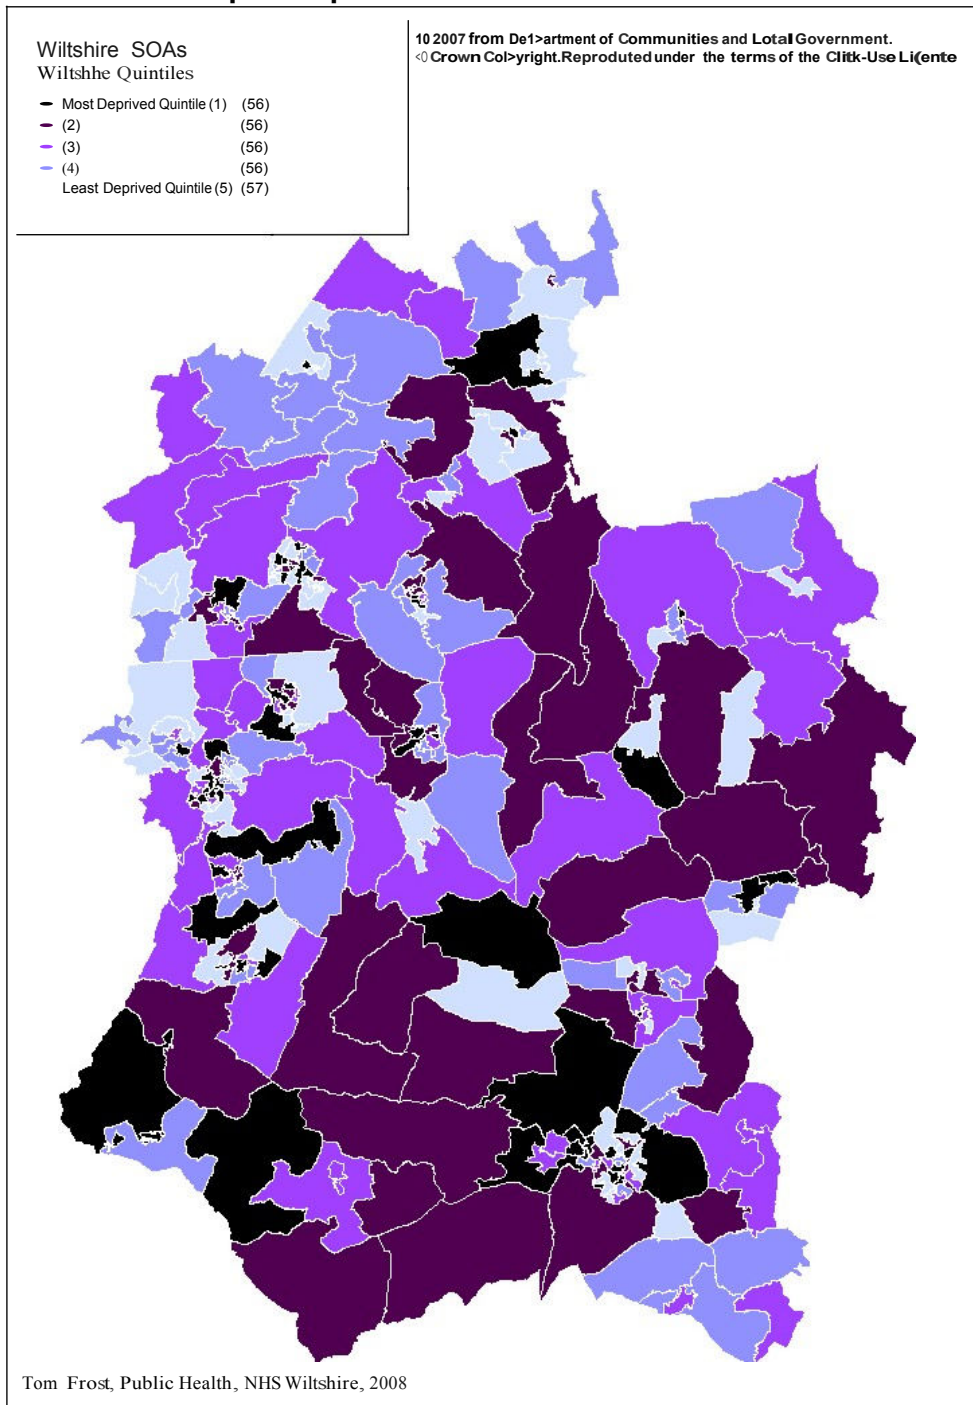 Wiltshire SOAs
Wiltshhe Quintiles
Most Deprived Quintile (1) (56)
(2) (56)
(3) (56)
(4) (56)
Least Deprived Quintile (5) (57)
10 2007 from De1>artment of Communities and Lotal Government.
<0 Crown Col>yright.Reproduted under the terms of the Clitk-Use Li(ente
Tom Frost, Public Health, NHS Wiltshire, 2008